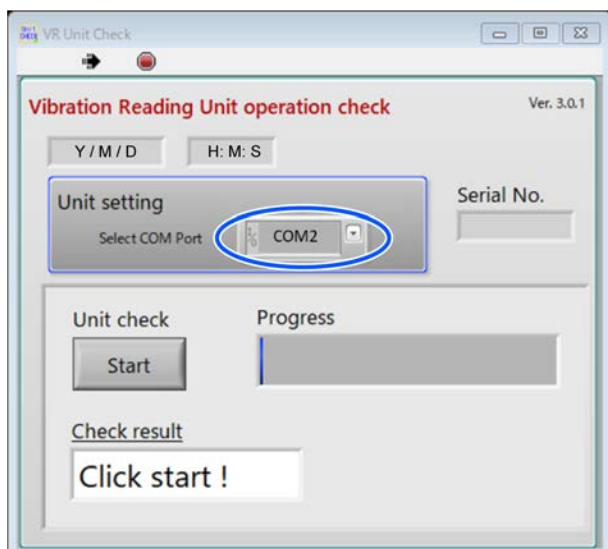 VR Unit Check
Vibration Reading Unit operation check
Ver. 3.0.1
Y / M / D
H: M: S
Unit setting
Serial No.
Select COM Port
COM2
Unit check
Progress
Start
Check result
Click start !